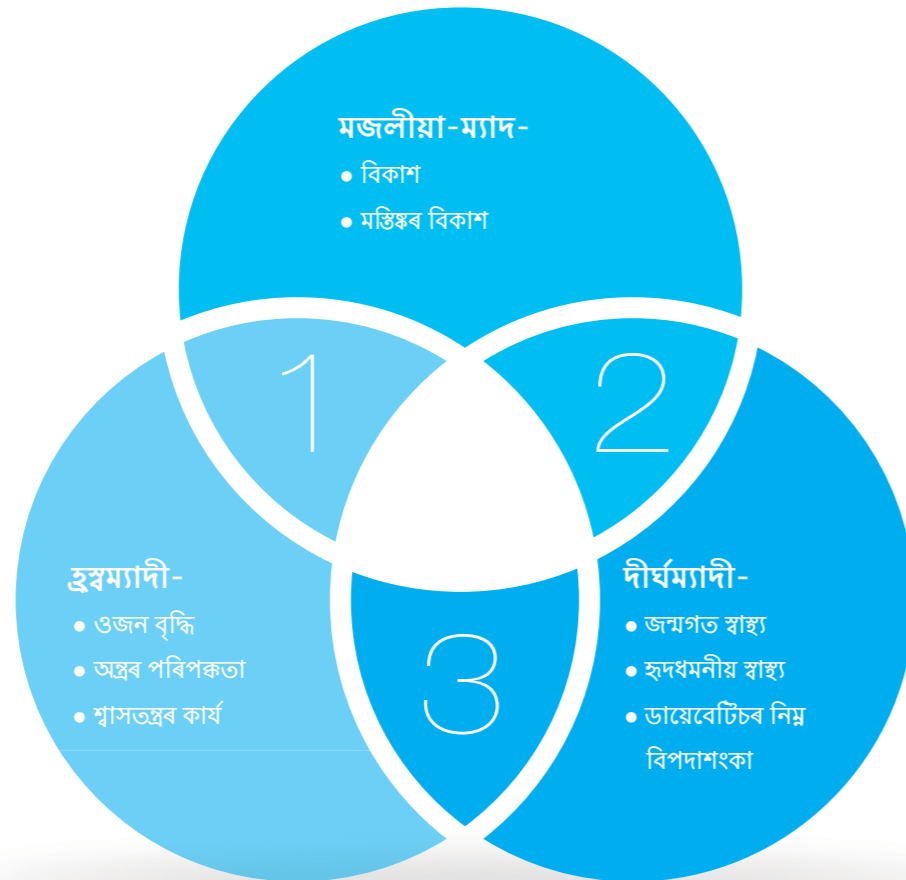 মজলীয়া-ম্যাদ-
● বিকাশ
● মস্তিষ্কৰ বিকাশ
1
2
হ্ৰস্বম্যাদী-
● ওজন বৃদ্ধি
● অন্ত্ৰৰ পৰিপক্কতা
● শ্বাসতন্ত্ৰৰ কাৰ্য
3
দীৰ্ঘম্যাদী-
● জন্মগত স্বাস্থ্য
● হৃদধমনীয় স্বাস্থ্য
● ডায়েবেটিচৰ নিম্ন
বিপদাশংকা